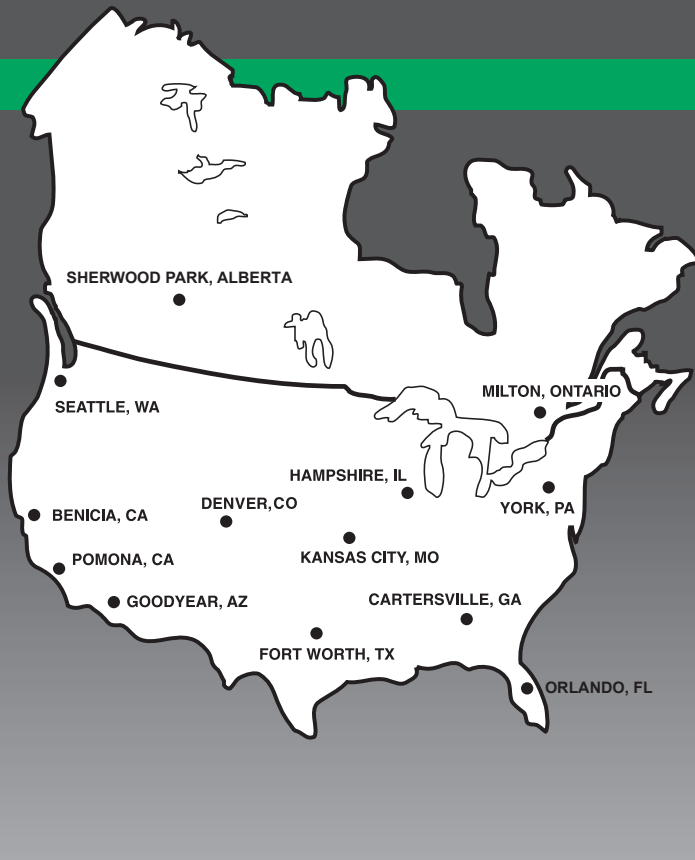 SHERWOOD PARK, ALBERTA
MILTON, ONTARIO
SEATTLE, WA
HAMPSHIRE, IL
DENVER,CO
YORK, PA
BENICIA, CA
KANSAS CITY, MO
POMONA, CA
GOODYEAR, AZ
CARTERSVILLE, GA
FORT WORTH, TX
ORLANDO, FL